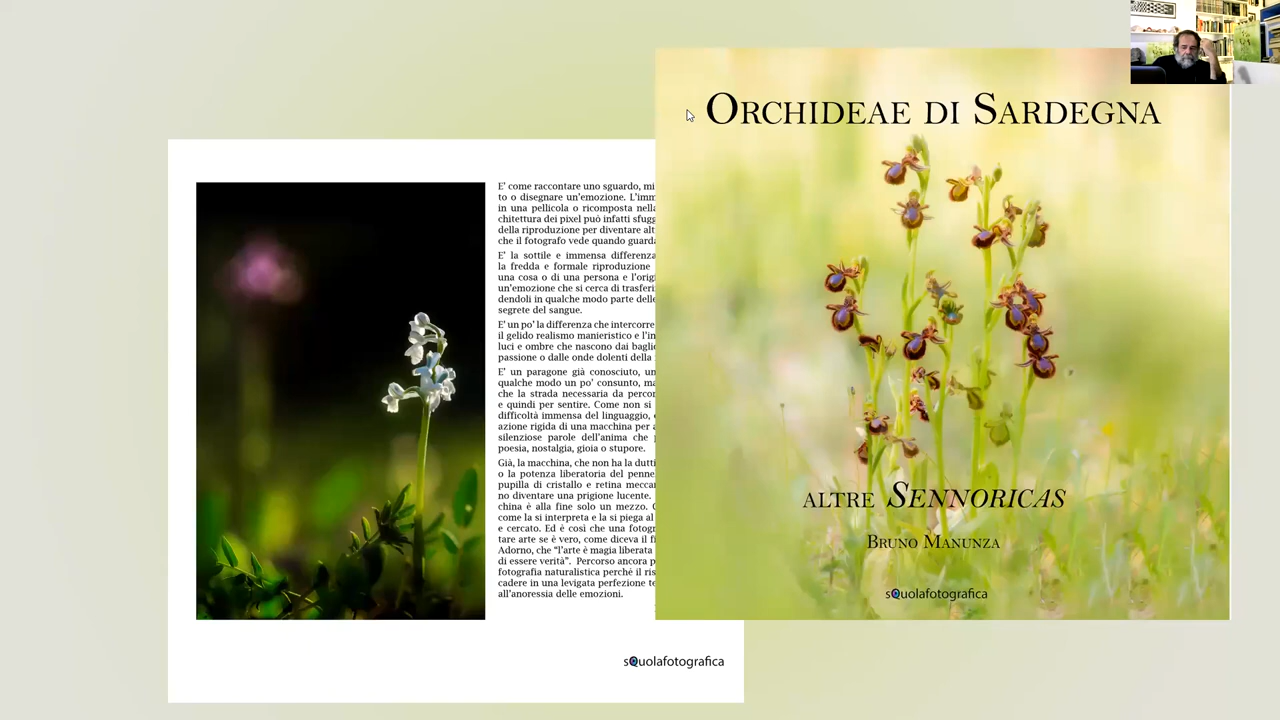 E' come raccontare uno sguardo, mi
to o disegnare un'emozione. L'imm
in una pellicola o ricomposta nella
chitettura dei pixel può infatti sfugg
della riproduzione per diventare alt
che il fotografo vede quando guarda
E' la sottile e immensa differenza
la fredda e formale riproduzione
una cosa o di una persona e l'origi
un'emozione che si cerca di trasferi
dendoli in qualche modo parte delle
segrete del sangue.
E' un po' la differenza che intercorre
il gelido realismo manieristico e l'in
luci e ombre che nascono dai baglio
passione o dalle onde dolenti della
E' un paragone già conosciuto, un
qualche modo un po' consunto, ma
che la strada necessaria da percor
e quindi per sentire. Come non si
difficoltà immensa del linguaggio,
azione rigida di una macchina per a
silenziose parole dell'anima che p
poesia, nostalgia, gioia o stupore.
Già, la macchina, che non ha la dutti
o la potenza liberatoria del penne
pupilla di cristallo e retina meccan
no diventare una prigione lucente.
china è alla fine solo un mezzo. C
come la si interpreta e la si piega al
e cercato. Ed è così che una fotogr
tare arte se è vero, come diceva il fi
Adorno, che "l'arte è magia liberata
di essere verità". Percorso ancora p
fotografia naturalistica perché il ris
cadere in una levigata perfezione te
all'anoressia delle emozioni.
sQuolafotografica
Orchideae di Sardegna
altre Sennoricas
Bruno Manunza
sQuolafotografica